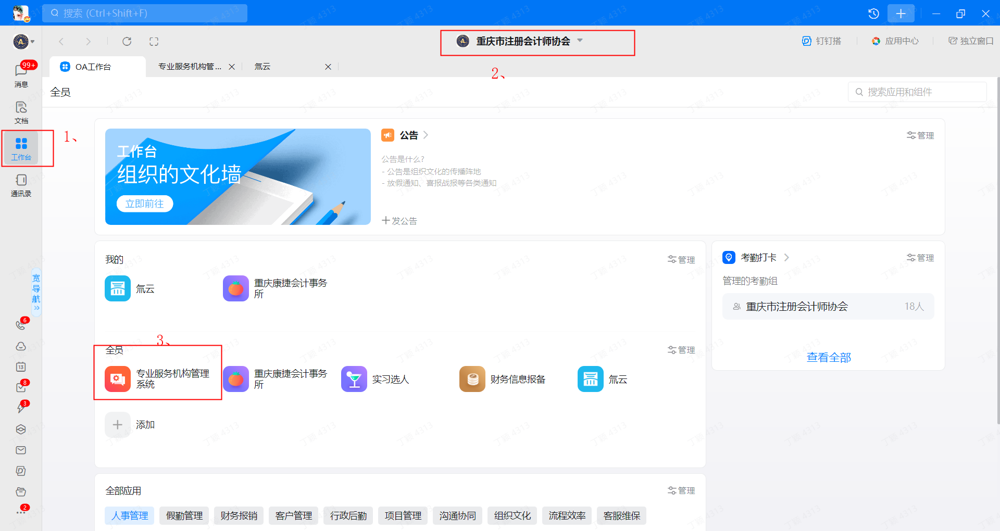 搜索 (Ctrl+Shift+F)
重庆市注册会计师协会
钉钉搭
应用中心
独立窗口
OA工作台
专业服务机构管...
氚云
2、
99+
消息
全员
搜索应用和组件
文档
1、
工作台
通讯录
工作台
组织的文化墙
立即前往
公告
管理
公告是什么?
- 公告是组织文化的传播阵地
- 放假通知、喜报战报等各类通知
发公告
我的
管理
氚云
重庆康捷会计事务
所
考勤打卡
管理
管理的考勤组
重庆市注册会计师协会
18人
查看全部
宽
导
航
6
13
8
3
2
3、
全员
管理
专业服务机构管理
系统
重庆康捷会计事务
所
实习选人
财务信息报备
氚云
添加
全部应用
管理
人事管理
假勤管理
财务报销
客户管理
行政后勤
项目管理
沟通协同
组织文化
流程效率
客服维保
丁颖 4313